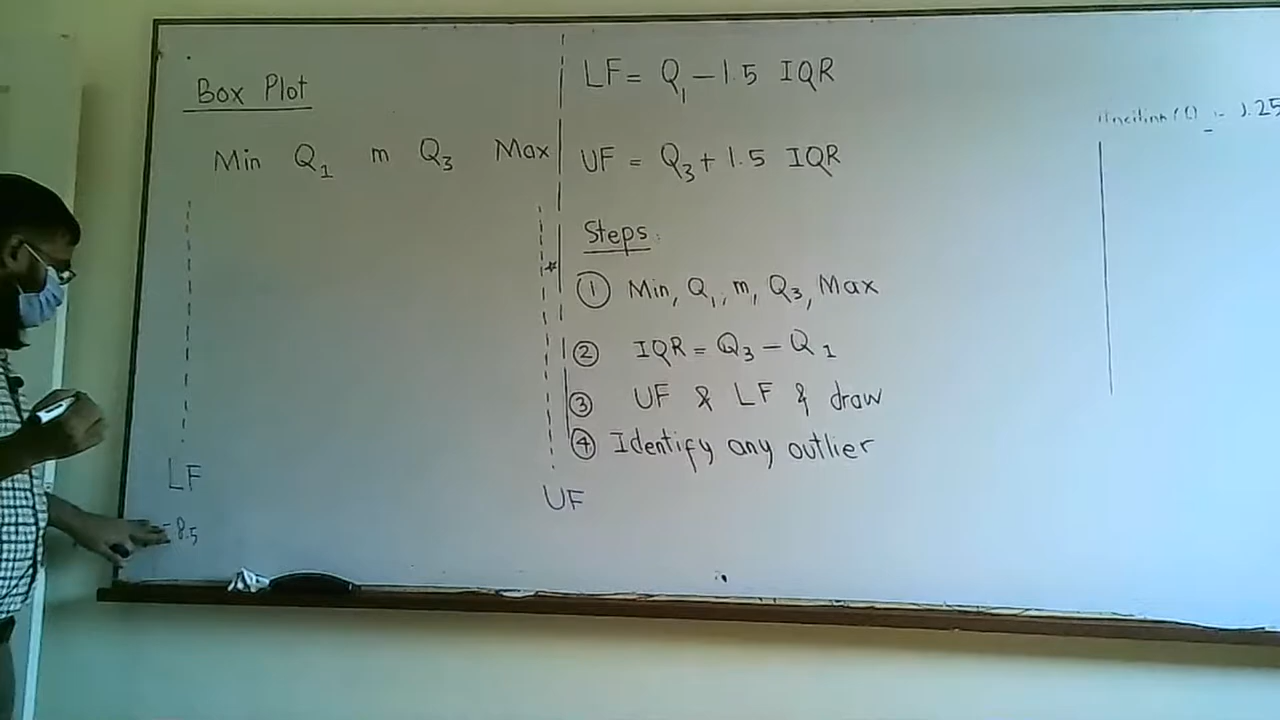 Box Plot
Min Q1 m Q3 Max
LF
-8.5
UF
LF = Q1 - 1.5 IQR
UF = Q3 + 1.5 IQR
Steps:
① Min, Q1, m, Q3, Max
② IQR = Q3 - Q1
③ UF & LF & draw
④ Identify any outlier